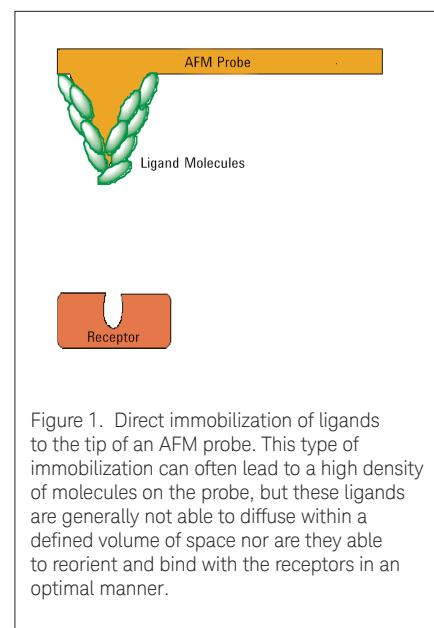 AFM Probe
Ligand Molecules
Receptor
Figure 1. Direct immobilization of ligands
to the tip of an AFM probe. This type of
immobilization can often lead to a high density
of molecules on the probe, but these ligands
are generally not able to diffuse within a
defined volume of space nor are they able
to reorient and bind with the receptors in an
optimal manner.